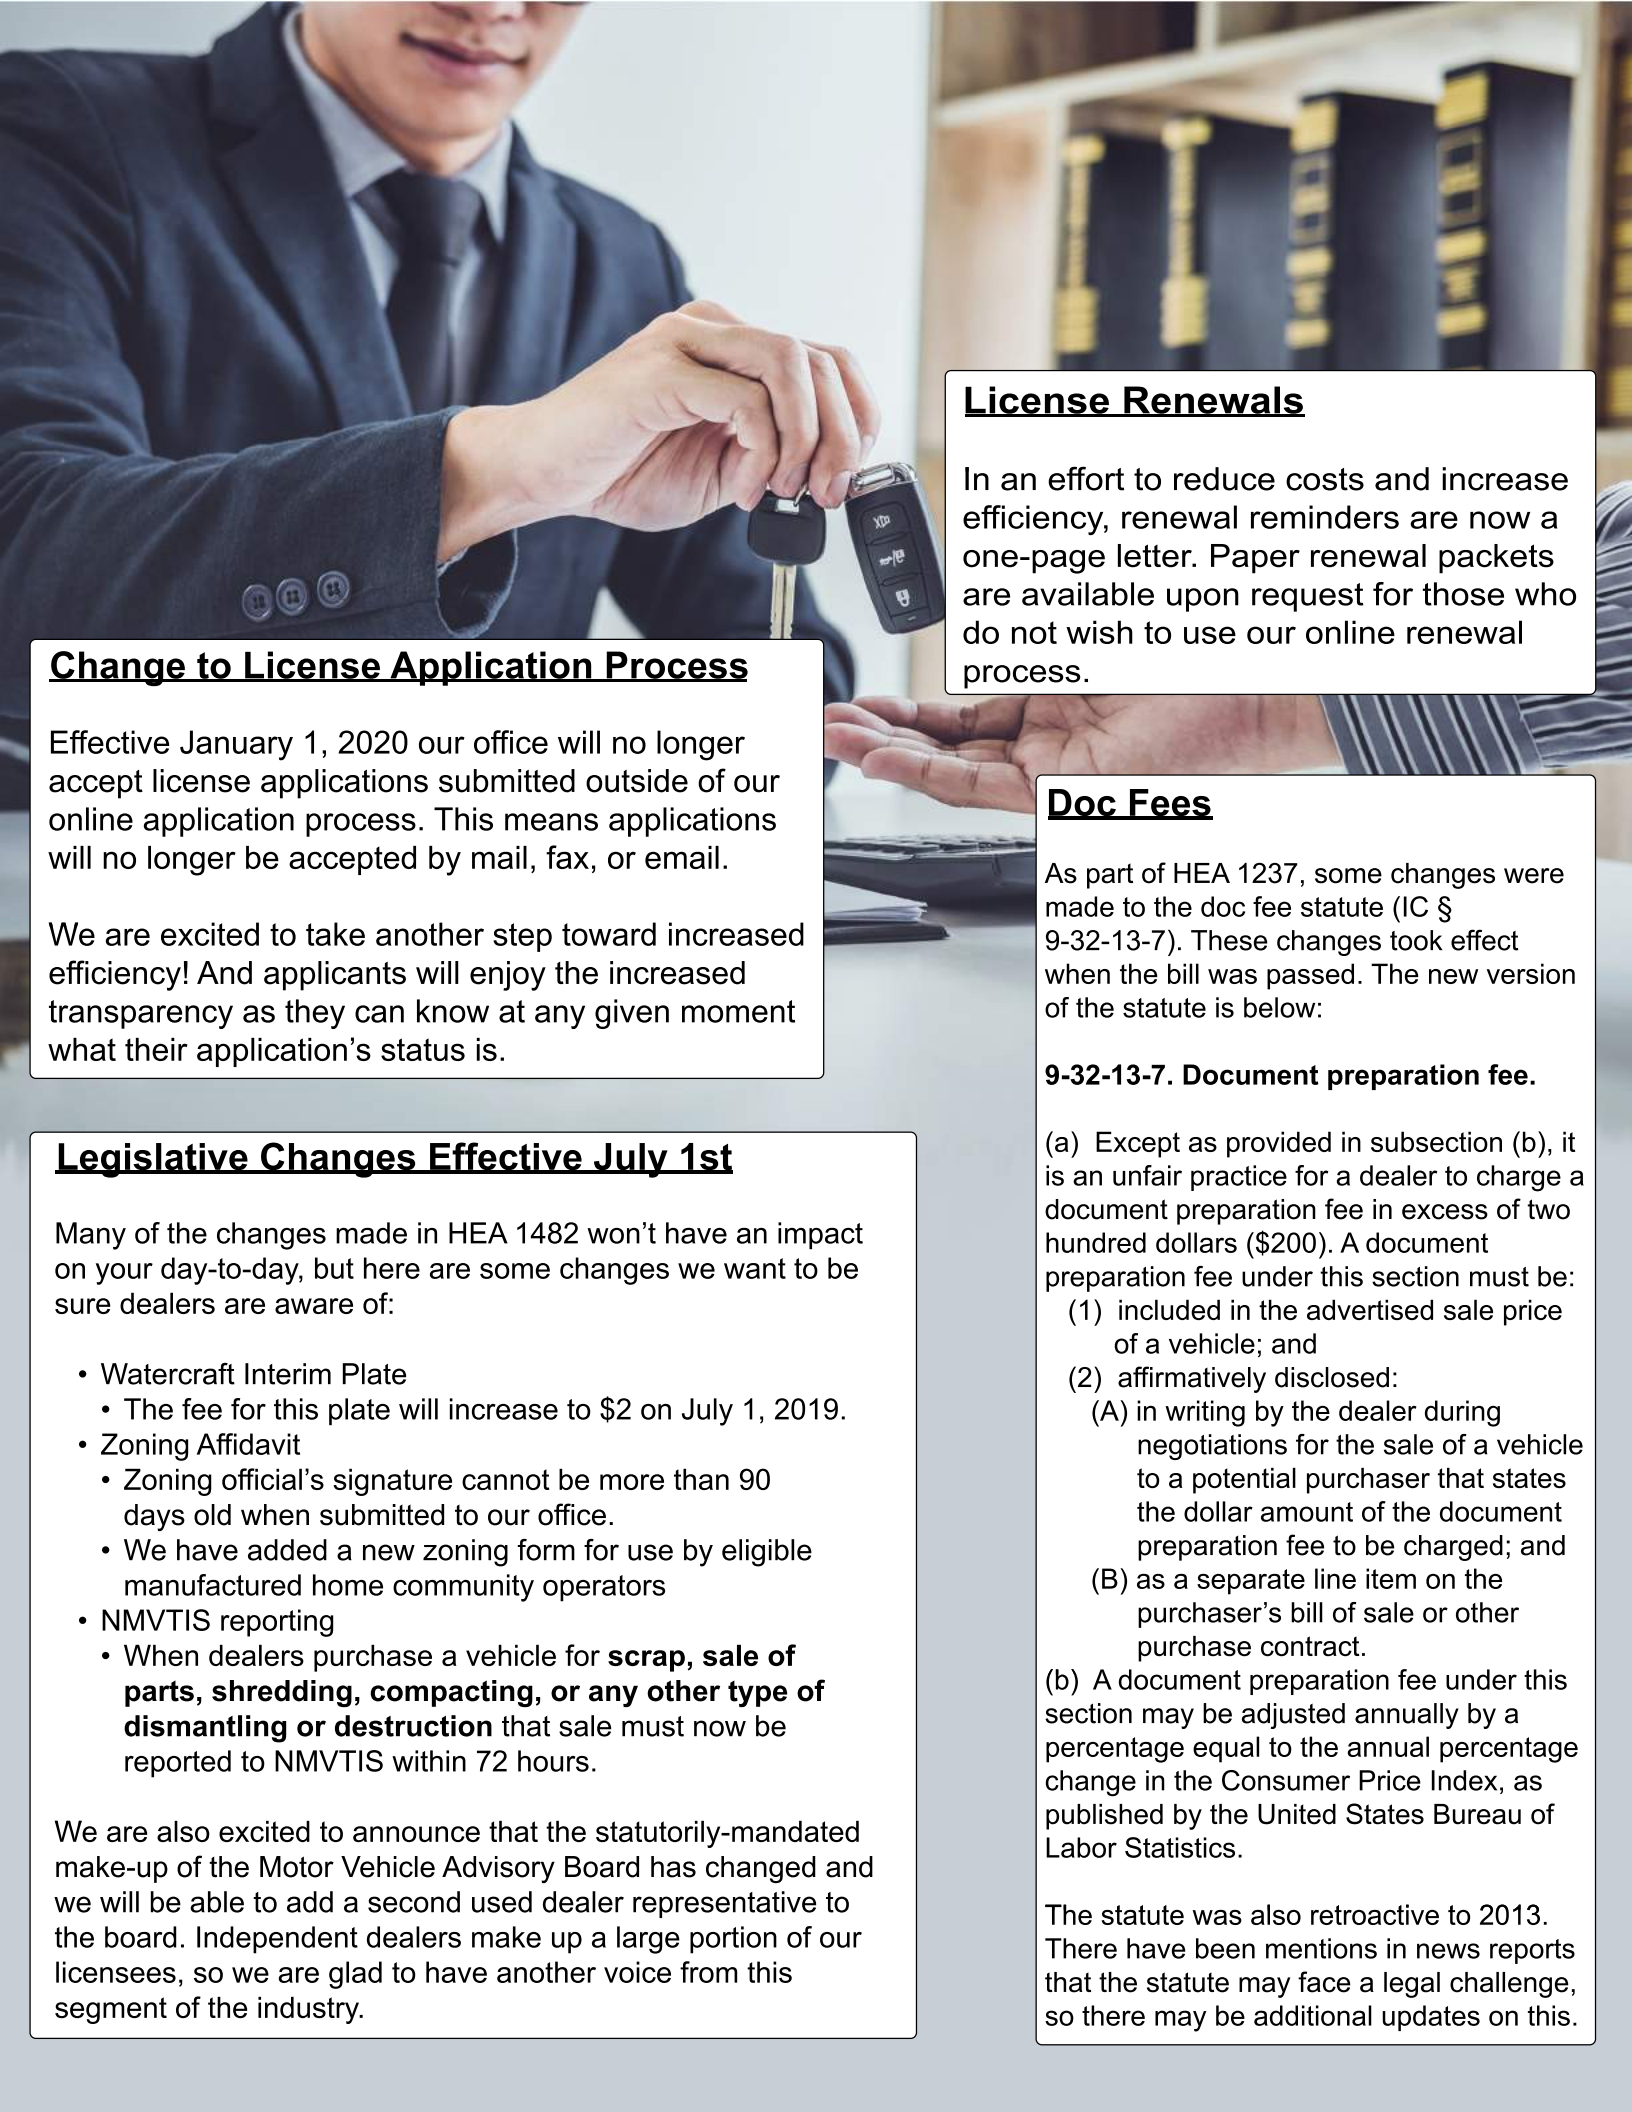 License Renewals
In an effort to reduce costs and increase
efficiency, renewal reminders are now a
one-page letter. Paper renewal packets
are available upon request for those who
do not wish to use our online renewal
process.
Change to License Application Process
Effective January 1, 2020 our office will no longer
accept license applications submitted outside of our
online application process. This means applications
will no longer be accepted by mail, fax, or email.
We are excited to take another step toward increased
efficiency! And applicants will enjoy the increased
transparency as they can know at any given moment
what their application’s status is.
Legislative Changes Effective July 1st
Many of the changes made in HEA 1482 won’t have an impact
on your day-to-day, but here are some changes we want to be
sure dealers are aware of:
• Watercraft Interim Plate
• The fee for this plate will increase to $2 on July 1, 2019.
• Zoning Affidavit
• Zoning official’s signature cannot be more than 90
days old when submitted to our office.
• We have added a new zoning form for use by eligible
manufactured home community operators
• NMVTIS reporting
• When dealers purchase a vehicle for scrap, sale of
parts, shredding, compacting, or any other type of
dismantling or destruction that sale must now be
reported to NMVTIS within 72 hours.
We are also excited to announce that the statutorily-mandated
make-up of the Motor Vehicle Advisory Board has changed and
we will be able to add a second used dealer representative to
the board. Independent dealers make up a large portion of our
licensees, so we are glad to have another voice from this
segment of the industry.
Doc Fees
As part of HEA 1237, some changes were
made to the doc fee statute (IC §
9-32-13-7). These changes took effect
when the bill was passed. The new version
of the statute is below:
9-32-13-7. Document preparation fee.
(a) Except as provided in subsection (b), it
is an unfair practice for a dealer to charge a
document preparation fee in excess of two
hundred dollars ($200). A document
preparation fee under this section must be:
(1) included in the advertised sale price
of a vehicle; and
(2) affirmatively disclosed:
(A) in writing by the dealer during
negotiations for the sale of a vehicle
to a potential purchaser that states
the dollar amount of the document
preparation fee to be charged; and
(B) as a separate line item on the
purchaser’s bill of sale or other
purchase contract.
(b) A document preparation fee under this
section may be adjusted annually by a
percentage equal to the annual percentage
change in the Consumer Price Index, as
published by the United States Bureau of
Labor Statistics.
The statute was also retroactive to 2013.
There have been mentions in news reports
that the statute may face a legal challenge,
so there may be additional updates on this.